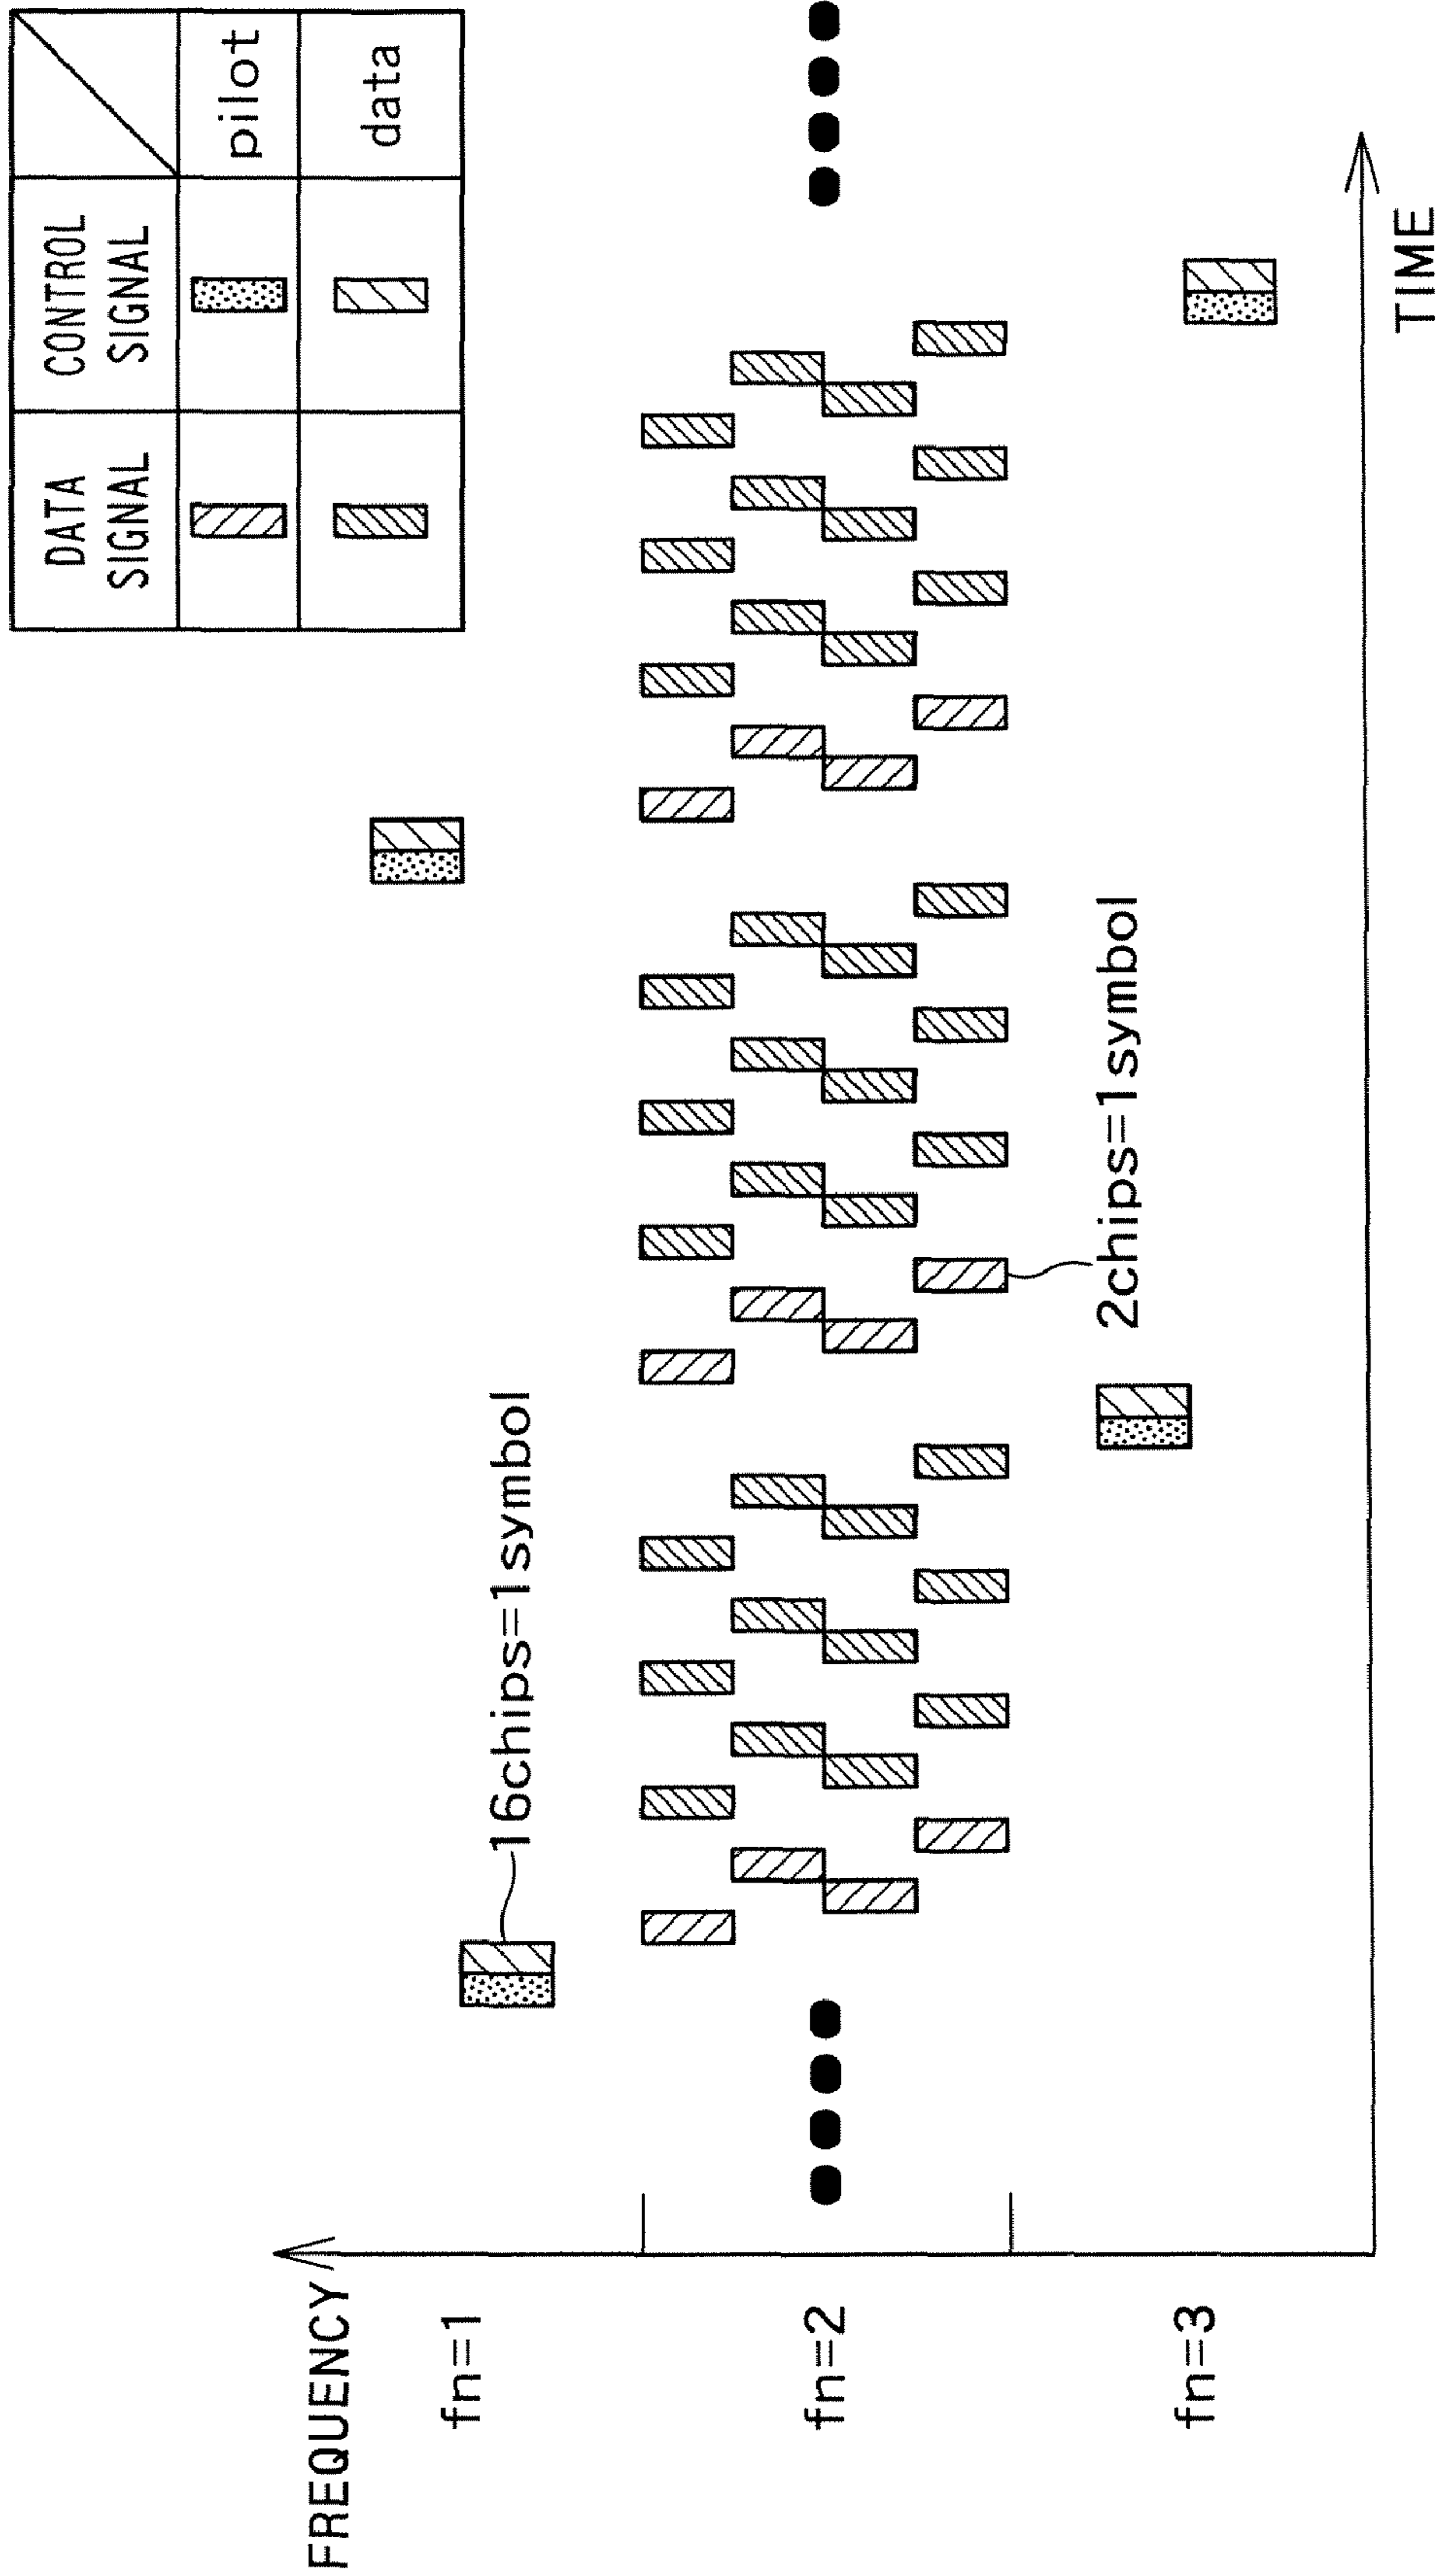 DATA
SIGNAL
CONTROL
SIGNAL
pilot
data
FREQUENCY
fn=1
fn=2
fn=3
16chips=1symbol
2chips=1symbol
TIME